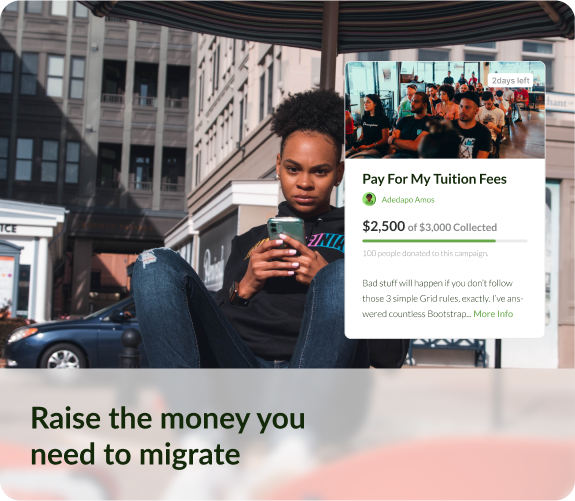 2days left
Pay For My Tuition Fees
Adedapo Amos
$2,500 of $3,000 Collected
100 people donated to this campaign.
Bad stuff will happen if you don't follow
those 3 simple Grid rules, exactly. I've ans-
wered countless Bootstrap... More Info
Raise the money you
need to migrate